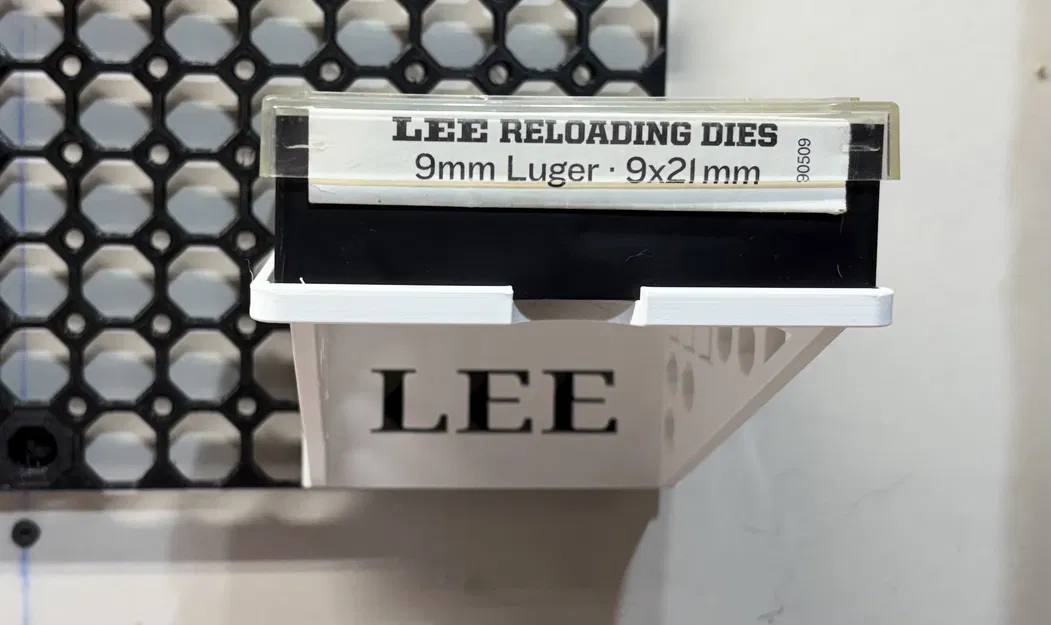 LEE RELOADING DIES
9mm Luger · 9x21mm
90509
LEE